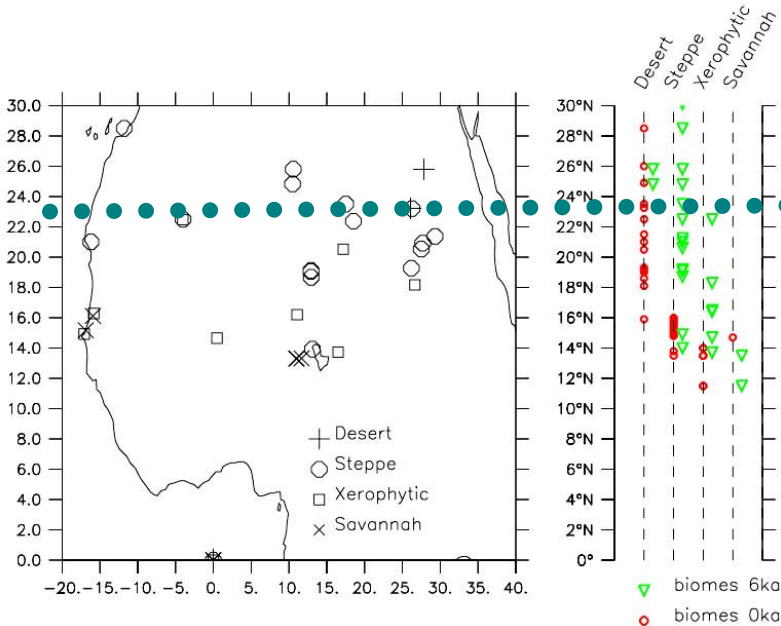 Desert
Steppe
Xerophytic
Savannah
30.0
28.0
26.0
24.0
22.0
20.0
18.0
16.0
14.0
12.0
10.0
8.0
6.0
4.0
2.0
0.0
-20. -15. -10. -5. 0. 5. 10. 15. 20. 25. 30. 35. 40.
Desert
Steppe
Xerophytic
Savannah
30°N
28°N
26°N
24°N
22°N
20°N
18°N
16°N
14°N
12°N
10°N
8°N
6°N
4°N
2°N
0°
biomes 6ka
biomes 0ka